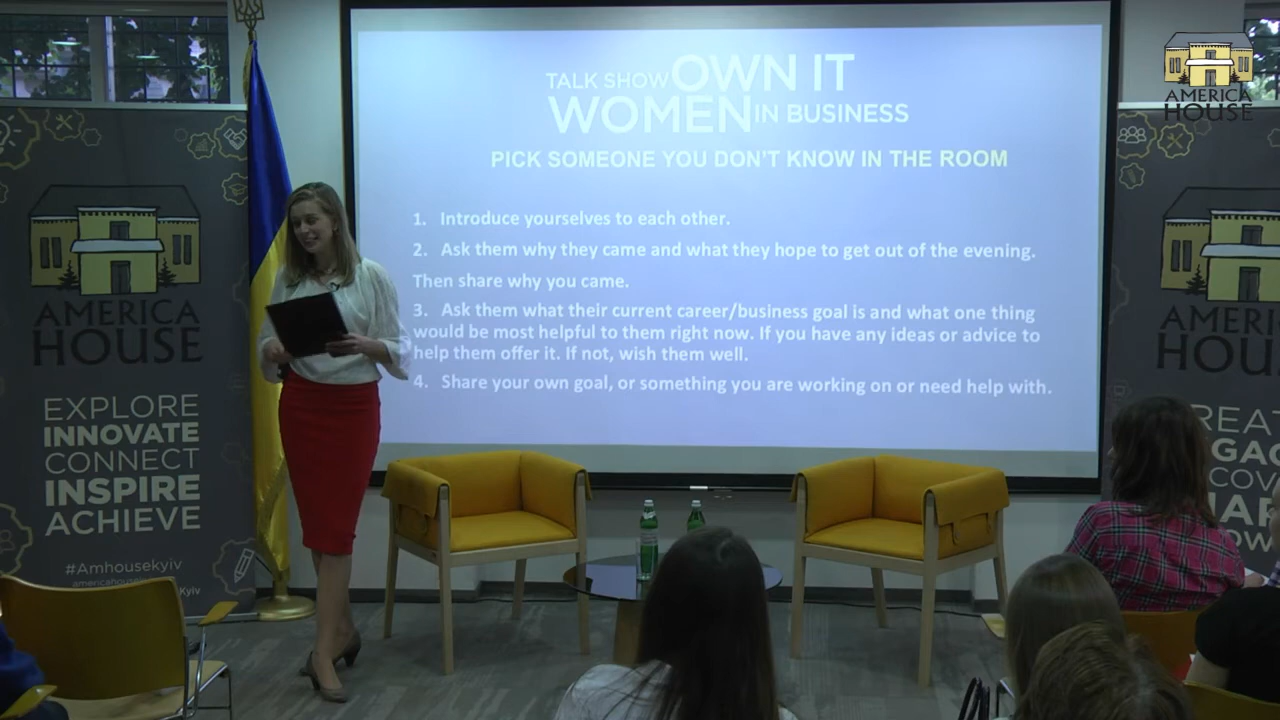 AMERICA
HOUSE
EXPLORE
INNOVATE
CONNECT
INSPIRE
ACHIEVE
#Amhousekyiv
TALK SHOW OWN IT
WOMEN IN BUSINESS
PICK SOMEONE YOU DON'T KNOW IN THE ROOM
1. Introduce yourselves to each other.
2. Ask them why they came and what they hope to get out of the evening.
Then share why you came.
3. Ask them what their current career/business goal is and what one thing
would be most helpful to them right now. If you have any ideas or advice to
help them offer it. If not, wish them well.
4. Share your own goal, or something you are working on or need help with.
AMERICA
HOUSE